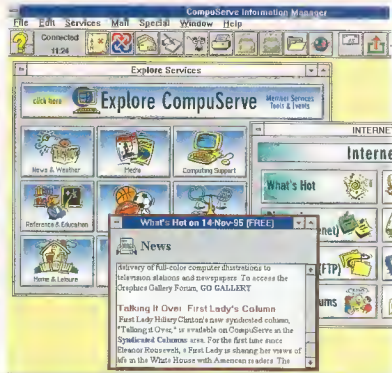 CompuServe Information Manager
File Edit Services Mail Special Window Help
Connected
11:24
Explore Services
click here
Explore CompuServe
Member Services
Tools & Events
News & Weather
Media
Computing Support
Reference & Education
Home & Leisure
INTERNE
Interne
What's Hot
net)
(FTP)
ums
What's Hot on 14-Nov-95 (FREE)
News
delivery of full-color computer illustrations to
television stations and newspapers. To access the
Graphics Gallery Forum, GO GALLERY
Talking It Over First Lady's Column
First Lady Hillary Clinton's new syndicated column,
"Talking it Over," is available on CompuServe in the
Syndicated Columns area. For the first time since
Eleanor Roosevelt, a First Lady is sharing her views of
life in the White House with American readers. The